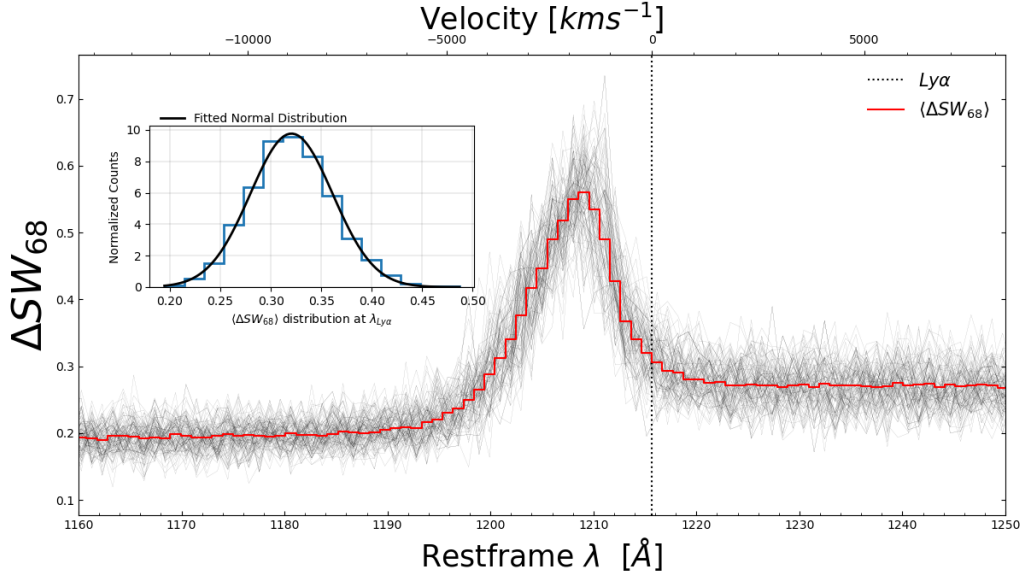 Velocity [kms⁻¹]
−10000 −5000 0 5000
Lyα
⟨ΔSW₆₈⟩
ΔSW₆₈
0.7
0.6
0.5
0.4
0.3
0.2
0.1
Fitted Normal Distribution
Normalized Counts
10
8
6
4
2
0
0.20 0.25 0.30 0.35 0.40 0.45 0.50
⟨ΔSW₆₈⟩ distribution at λLyα
1160 1170 1180 1190 1200 1210 1220 1230 1240 1250
Restframe λ [Å]